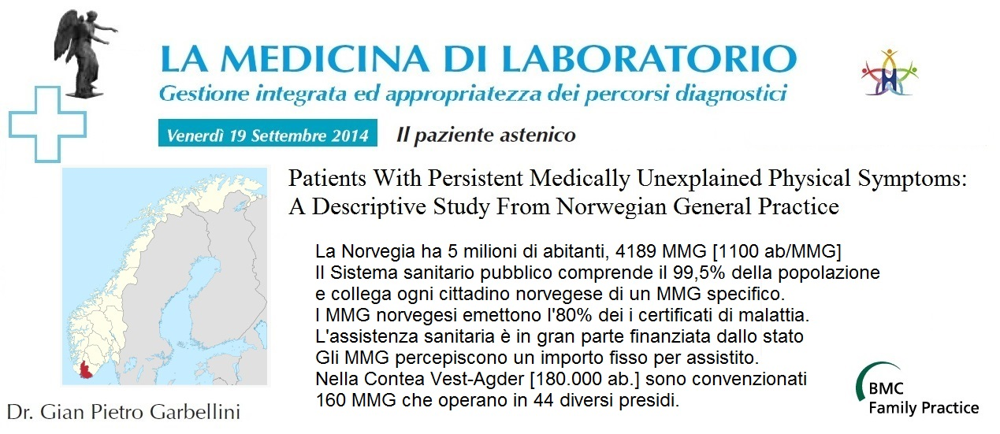 LA MEDICINA DI LABORATORIO
Gestione integrata ed appropriatezza dei percorsi diagnostici
H
Venerdì 19 Settembre 2014 Il paziente astenico
Patients With Persistent Medically Unexplained Physical Symptoms:
A Descriptive Study From Norwegian General Practice
La Norvegia ha 5 milioni di abitanti, 4189 MMG [1100 ab/MMG]
Il Sistema sanitario pubblico comprende il 99,5% della popolazione
e collega ogni cittadino norvegese di un MMG specifico.
I MMG norvegesi emettono l'80% dei i certificati di malattia.
L'assistenza sanitaria è in gran parte finanziata dallo stato
Gli MMG percepiscono un importo fisso per assistito.
Nella Contea Vest-Agder [180.000 ab.] sono convenzionati
160 MMG che operano in 44 diversi presidi.
Dr. Gian Pietro Garbellini
BMC
Family Practice